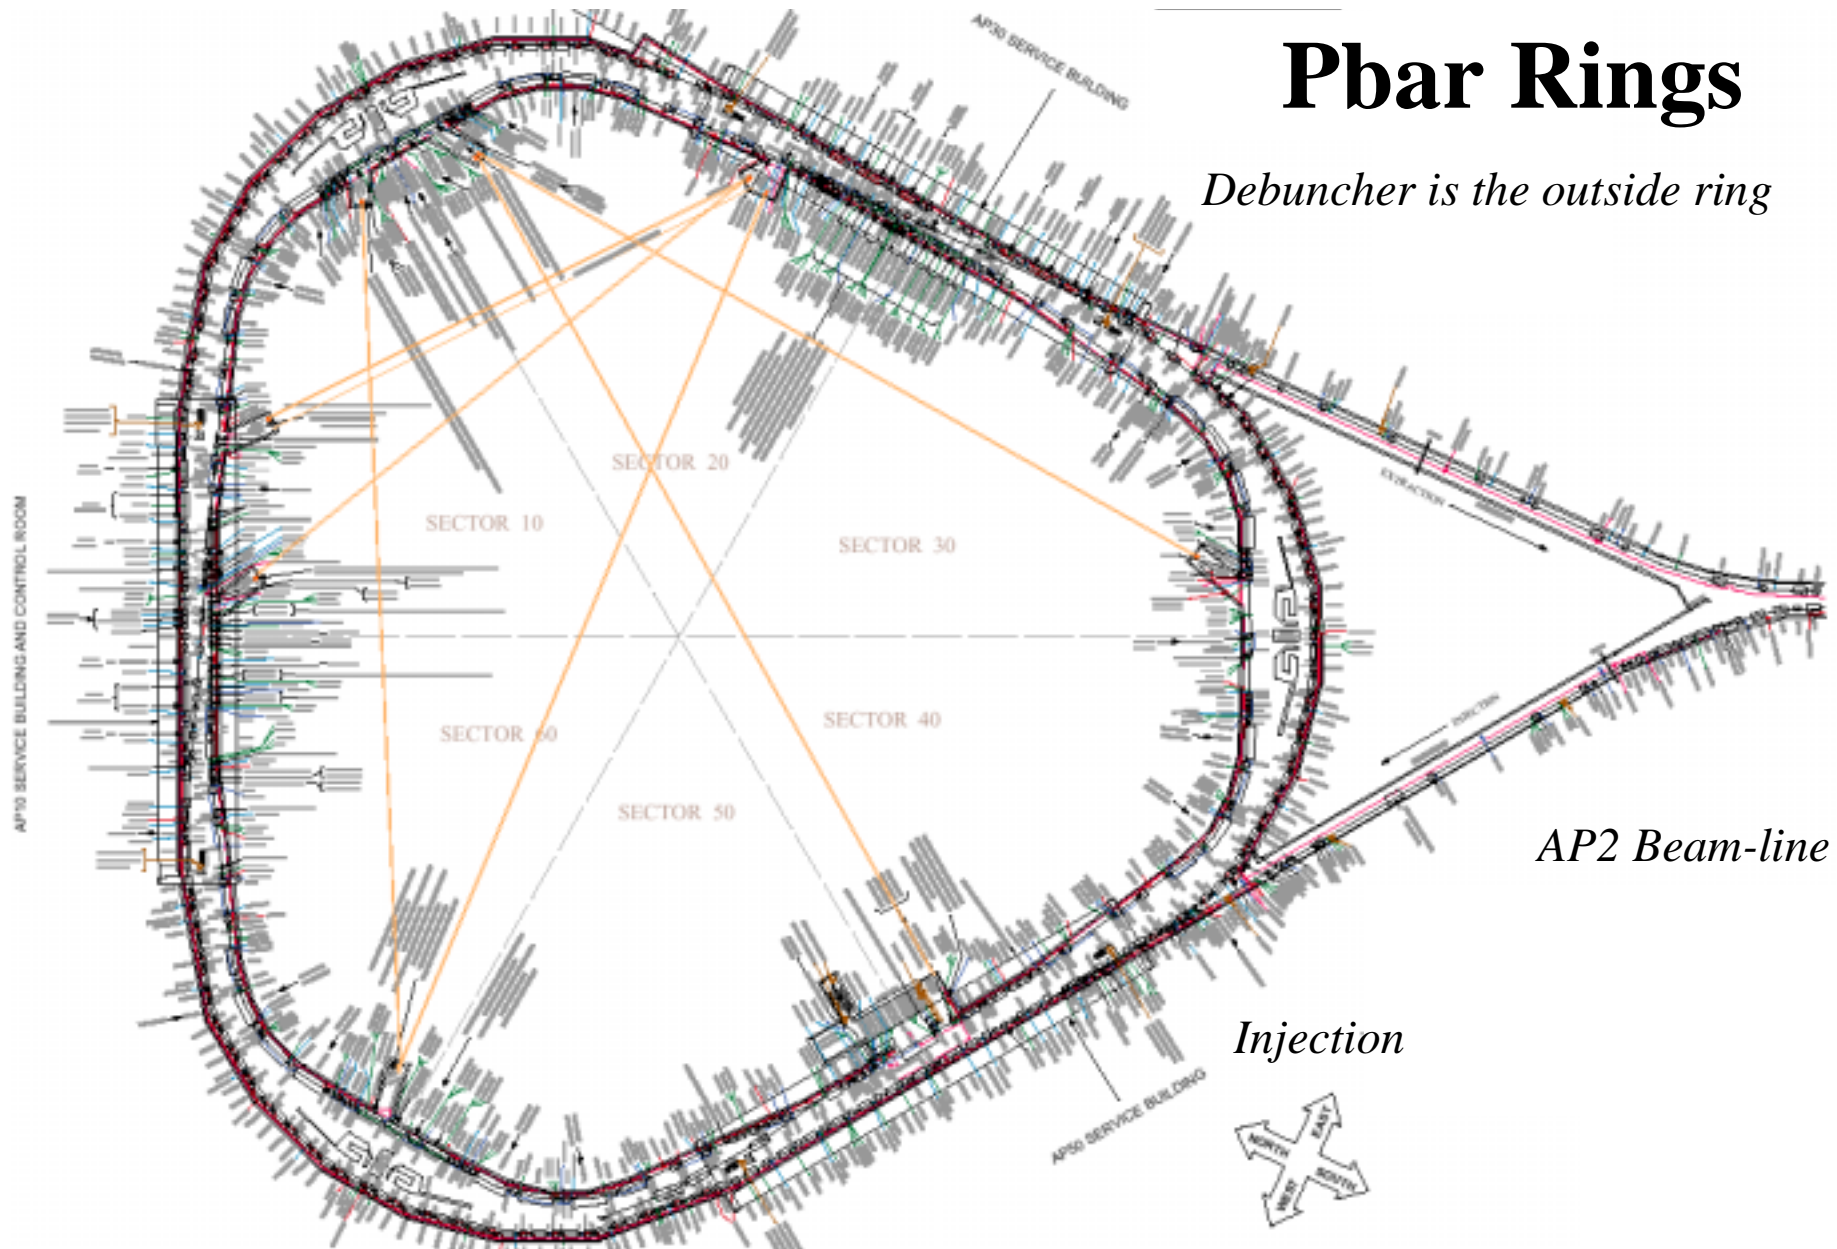 Pbar Rings
Debuncher is the outside ring
AP30 SERVICE BUILDING
SECTOR 20
SECTOR 10
SECTOR 30
EXTRACTION
AP10 SERVICE BUILDING AND CONTROL ROOM
SECTOR 60
SECTOR 40
INJECTION
SECTOR 50
AP2 Beam-line
Injection
AP50 SERVICE BUILDING
EAST
NORTH
SOUTH
WEST